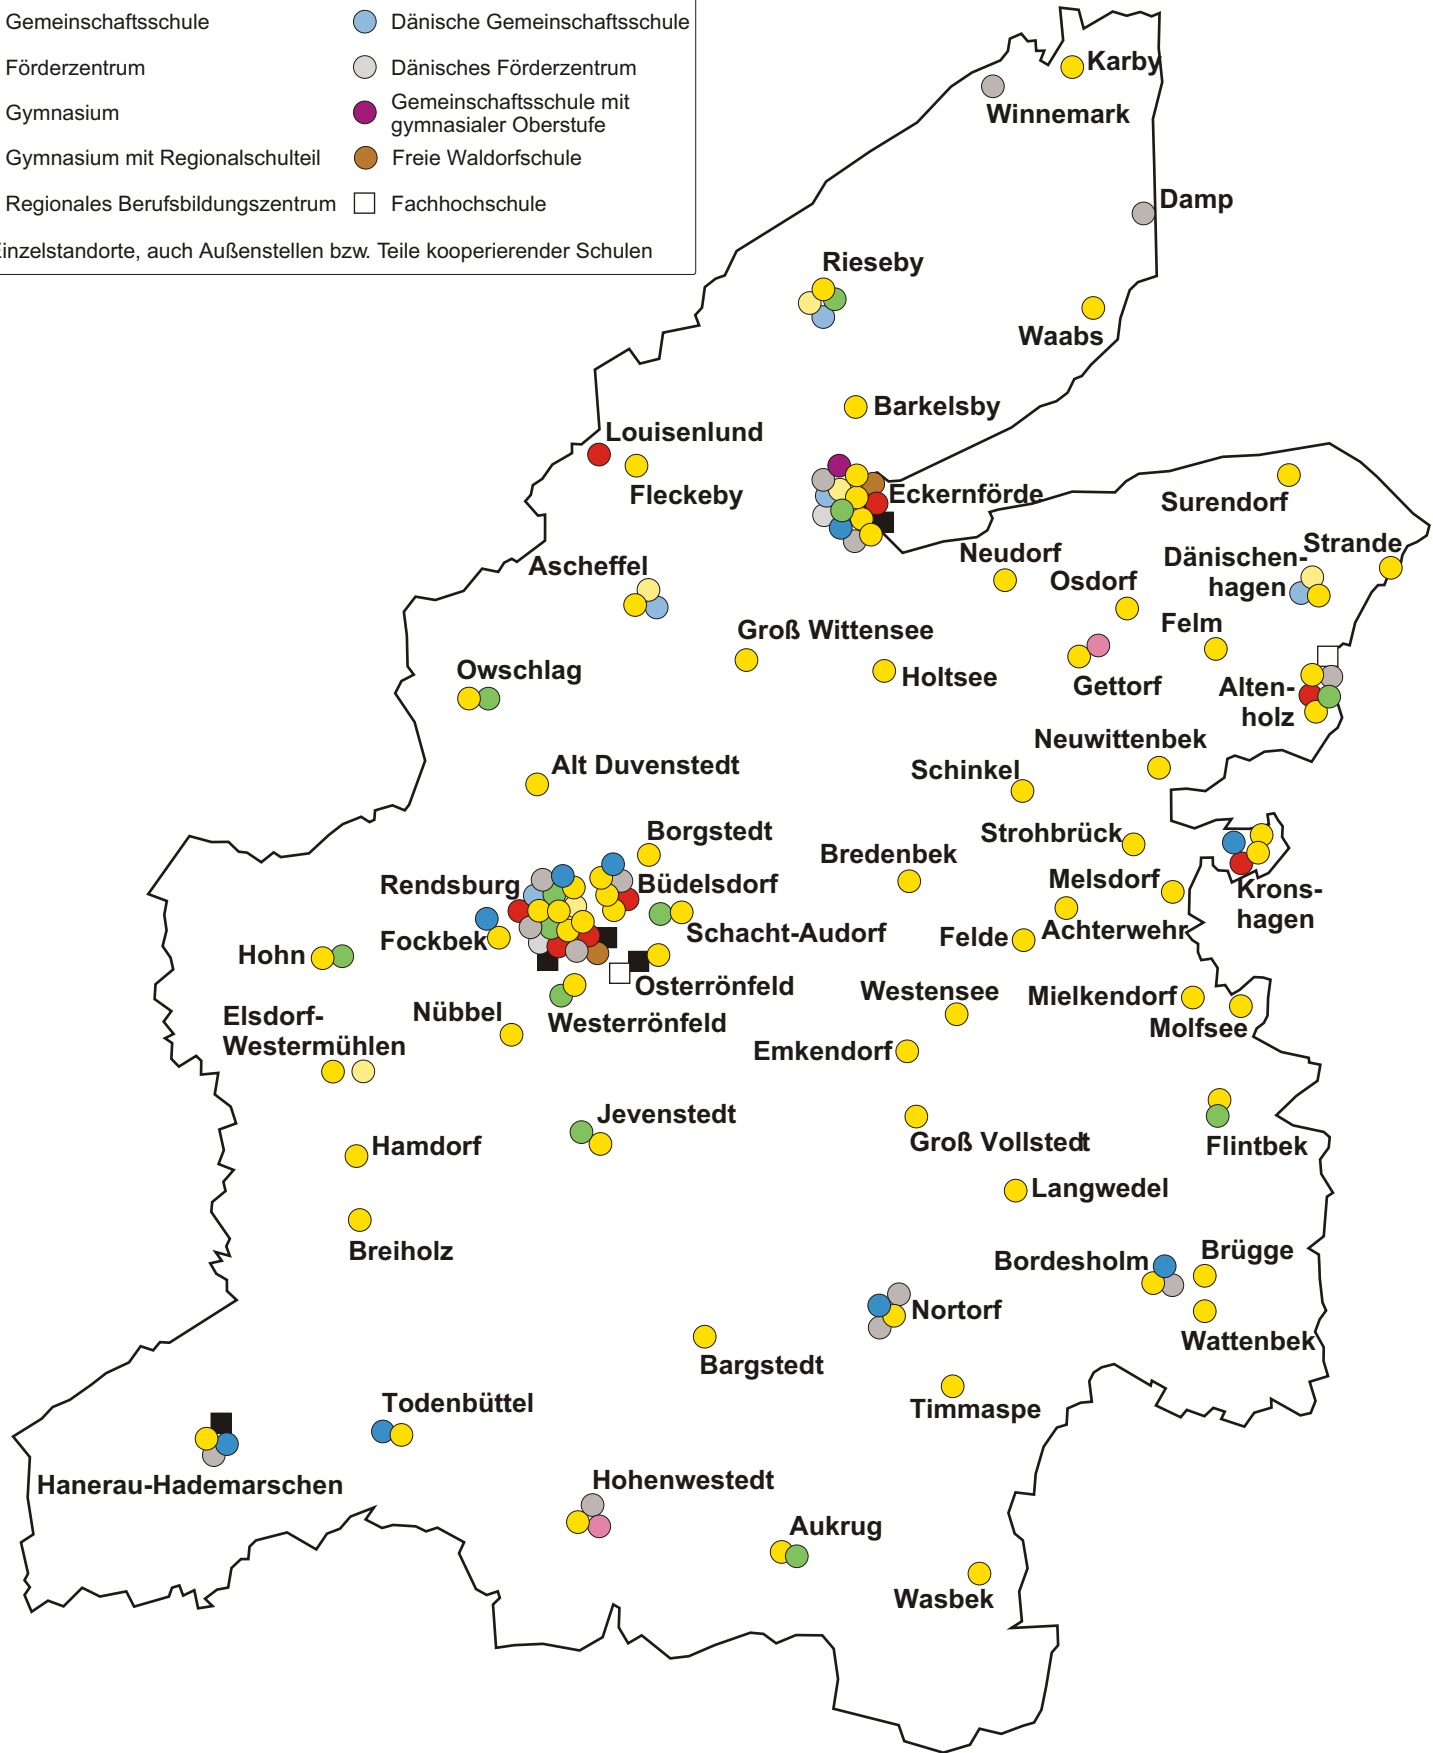 Gemeinschaftsschule
Dänische Gemeinschaftsschule
Förderzentrum
Dänisches Förderzentrum
Gymnasium
Gemeinschaftsschule mit
gymnasialer Oberstufe
Gymnasium mit Regionalschulteil
Freie Waldorfschule
Regionales Berufsbildungszentrum
Fachhochschule
Einzelstandorte, auch Außenstellen bzw. Teile kooperierender Schulen
Karby
Winnemark
Damp
Rieseby
Waabs
Barkelsby
Louisenlund
Fleckeby
Eckernförde
Surendorf
Strande
Neudorf
Dänischen-
hagen
Ascheffel
Osdorf
Felm
Groß Wittensee
Owschlag
Holtsee
Gettorf
Alten-
holz
Neuwittenbek
Alt Duvenstedt
Schinkel
Borgstedt
Strohbrück
Bredenbek
Rendsburg
Büdelsdorf
Melsdorf
Krons-
hagen
Fockbek
Schacht-Audorf
Felde
Achterwehr
Hohn
Osterrönfeld
Westensee
Mielkendorf
Nübbel
Westerrönfeld
Molfsee
Elsdorf-
Westermühlen
Emkendorf
Jevenstedt
Hamdorf
Groß Vollstedt
Flintbek
Langwedel
Breiholz
Bordesholm
Brügge
Nortorf
Wattenbek
Bargstedt
Todenbüttel
Timmaspe
Hanerau-Hademarschen
Hohenwestedt
Aukrug
Wasbek